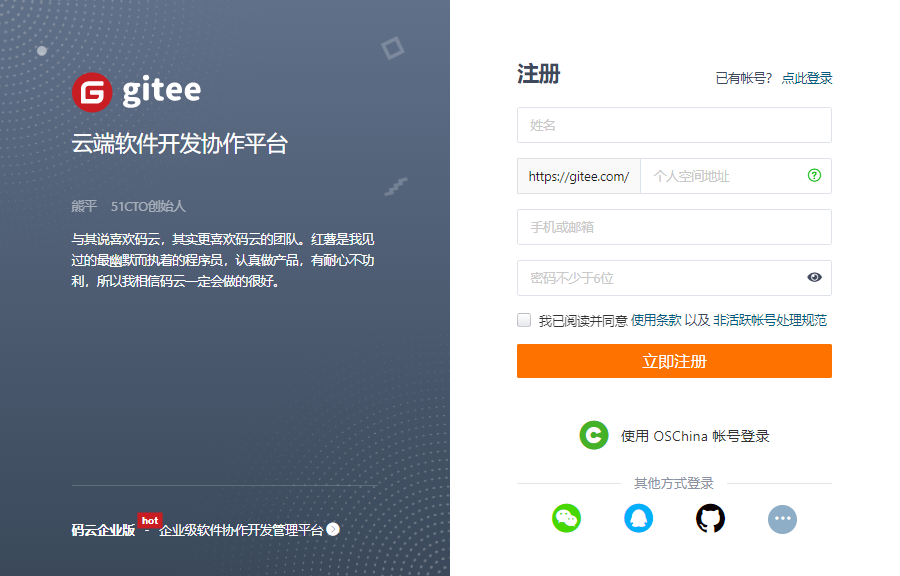 gitee
云端软件开发协作平台
熊平 51CTO创始人
与其说喜欢码云，其实更喜欢码云的团队。红薯是我见
过的最幽默而执着的程序员，认真做产品，有耐心不功
利，所以我相信码云一定会做的很好。
码云企业版 hot - 企业级软件协作开发管理平台
注册
已有帐号？ 点此登录
姓名
https://gitee.com/ 个人空间地址
手机或邮箱
密码不少于6位
我已阅读并同意 使用条款 以及 非活跃帐号处理规范
立即注册
使用 OSChina 帐号登录
其他方式登录